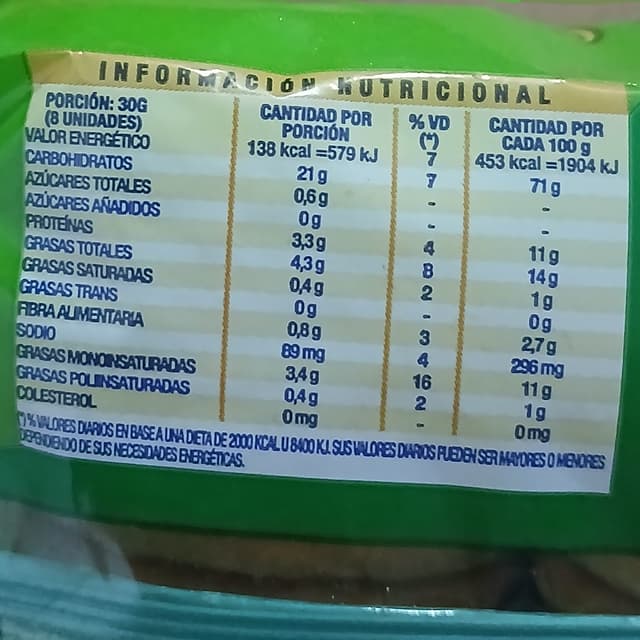 INFORMACIÓN NUTRICIONAL
PORCIÓN: 30G (8 UNIDADES) CANTIDAD POR PORCIÓN % VD (*) CANTIDAD POR CADA 100 g
VALOR ENERGÉTICO 138 kcal =579 kJ 7 453 kcal =1904 kJ
CARBOHIDRATOS 21 g 7 71 g
AZÚCARES TOTALES 0,6 g - -
AZÚCARES AÑADIDOS 0 g - -
PROTEÍNAS 3,3 g 4 11 g
GRASAS TOTALES 4,3 g 8 14 g
GRASAS SATURADAS 0,4 g 2 1 g
GRASAS TRANS 0 g - 0 g
FIBRA ALIMENTARIA 0,8 g 3 2,7 g
SODIO 89 mg 4 296 mg
GRASAS MONOINSATURADAS 3,4 g 16 11 g
GRASAS POLIINSATURADAS 0,4 g 2 1 g
COLESTEROL 0 mg - 0 mg
(*) % VALORES DIARIOS EN BASE A UNA DIETA DE 2000 KCAL U 8400 KJ. SUS VALORES DIARIOS PUEDEN SER MAYORES O MENORES
DEPENDIENDO DE SUS NECESIDADES ENERGÉTICAS.